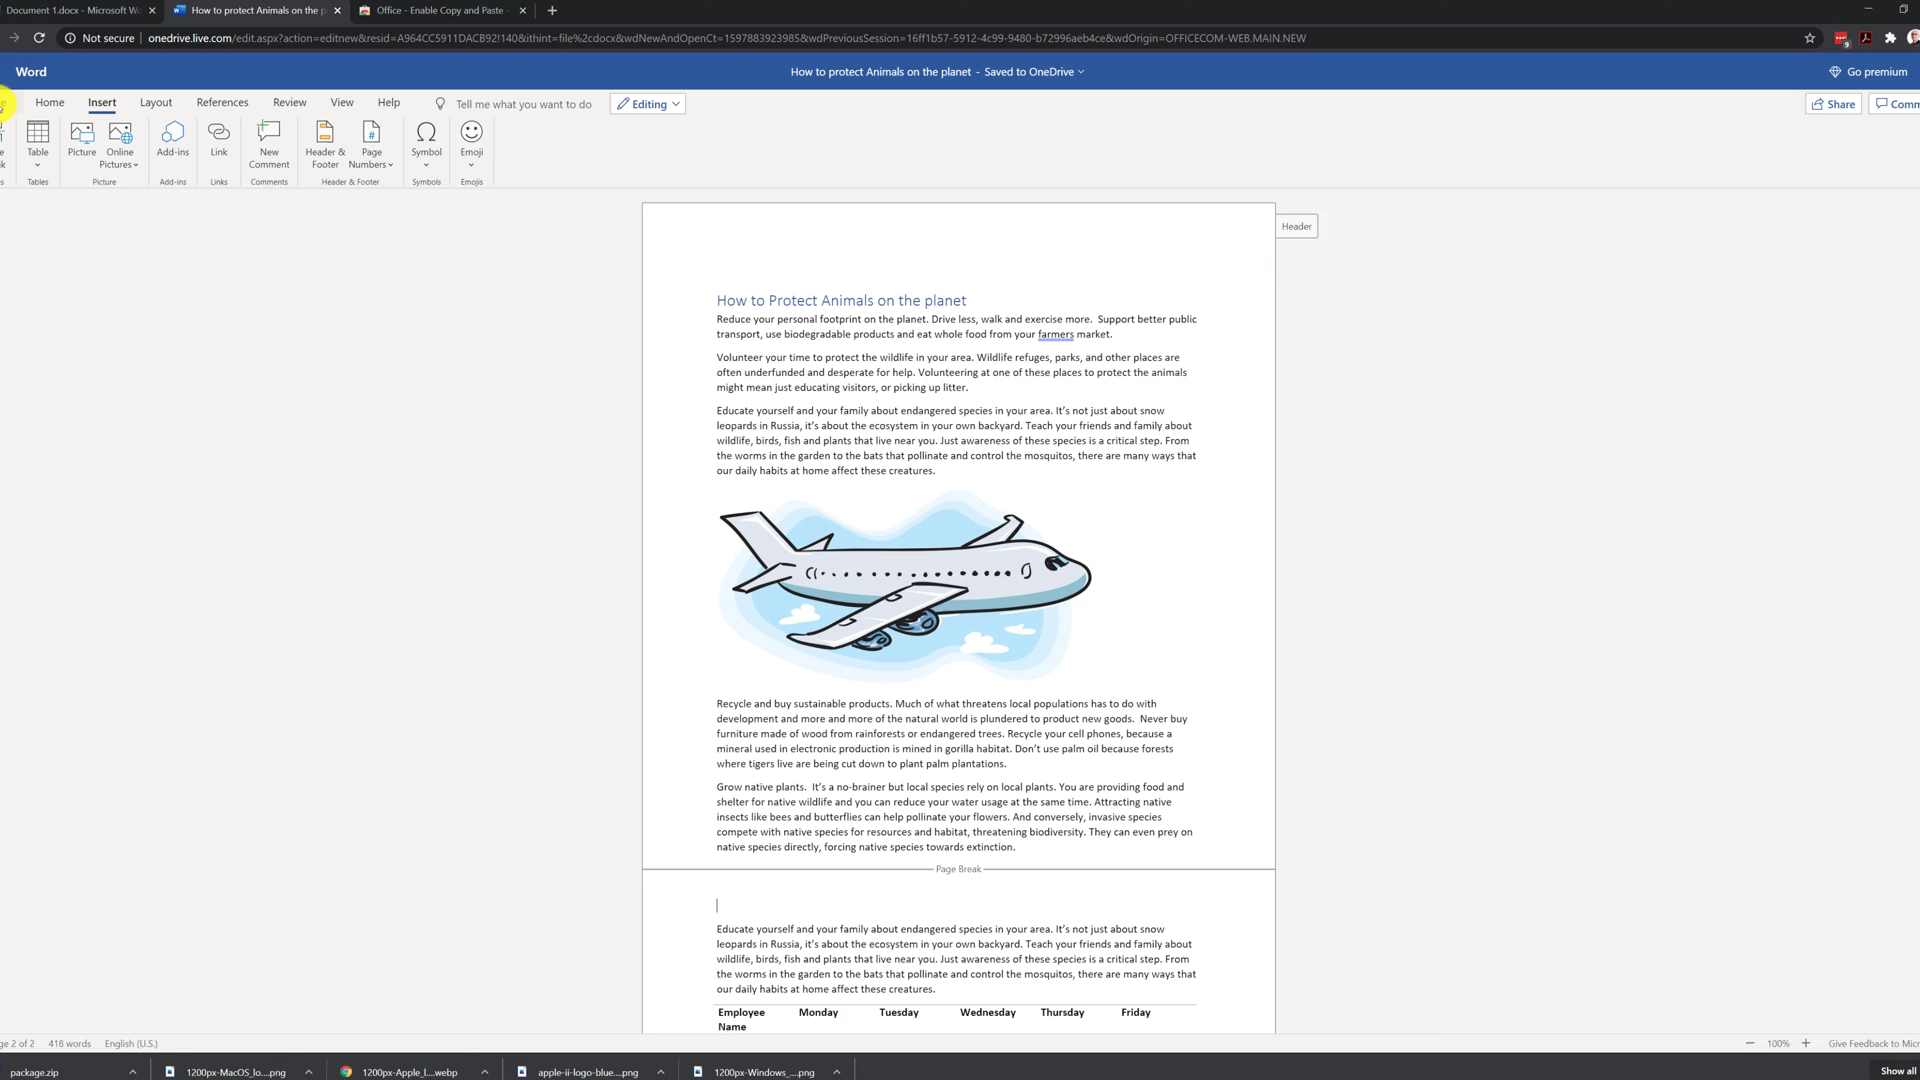 Document 1.docx - Microsoft Wo
How to protect Animals on the p
Office - Enable Copy and Paste -
Not secure
onedrive.live.com/edit.aspx?action=editnew&resid=A964CC5911DACB92!140&ithint=file%2cdocx&wdNewAndOpenCt=1597883923985&wdPreviousSession=16ff1b57-5912-4c99-9480-b72996aeb4ce&wdOrigin=OFFICECOM-WEB.MAIN.NEW
9
Word
How to protect Animals on the planet - Saved to OneDrive
Go premium
Home Insert Layout References Review View Help
Tell me what you want to do
Editing
Share
Comm
Table
Picture
Online Pictures
Add-ins
Link
New Comment
Header & Footer
Page Numbers
Symbol
Emoji
Tables
Picture
Add-ins
Links
Comments
Header & Footer
Symbols
Emojis
Header
How to Protect Animals on the planet
Reduce your personal footprint on the planet. Drive less, walk and exercise more.  Support better public
transport, use biodegradable products and eat whole food from your farmers market.
Volunteer your time to protect the wildlife in your area. Wildlife refuges, parks, and other places are
often underfunded and desperate for help. Volunteering at one of these places to protect the animals
might mean just educating visitors, or picking up litter.
Educate yourself and your family about endangered species in your area. It's not just about snow
leopards in Russia, it's about the ecosystem in your own backyard. Teach your friends and family about
wildlife, birds, fish and plants that live near you. Just awareness of these species is a critical step. From
the worms in the garden to the bats that pollinate and control the mosquitos, there are many ways that
our daily habits at home affect these creatures.
Recycle and buy sustainable products. Much of what threatens local populations has to do with
development and more and more of the natural world is plundered to product new goods.  Never buy
furniture made of wood from rainforests or endangered trees. Recycle your cell phones, because a
mineral used in electronic production is mined in gorilla habitat. Don't use palm oil because forests
where tigers live are being cut down to plant palm plantations.
Grow native plants.  It's a no-brainer but local species rely on local plants. You are providing food and
shelter for native wildlife and you can reduce your water usage at the same time. Attracting native
insects like bees and butterflies can help pollinate your flowers. And conversely, invasive species
compete with native species for resources and habitat, threatening biodiversity. They can even prey on
native species directly, forcing native species towards extinction.
Page Break
Educate yourself and your family about endangered species in your area. It's not just about snow
leopards in Russia, it's about the ecosystem in your own backyard. Teach your friends and family about
wildlife, birds, fish and plants that live near you. Just awareness of these species is a critical step. From
the worms in the garden to the bats that pollinate and control the mosquitos, there are many ways that
our daily habits at home affect these creatures.
Employee Name Monday Tuesday Wednesday Thursday Friday
ge 2 of 2 418 words English (U.S.)
100%
Give Feedback to Micr
package.zip
1200px-MacOS_lo....png
1200px-Apple_l....webp
apple-ii-logo-blue....png
1200px-Windows_....png
Show all